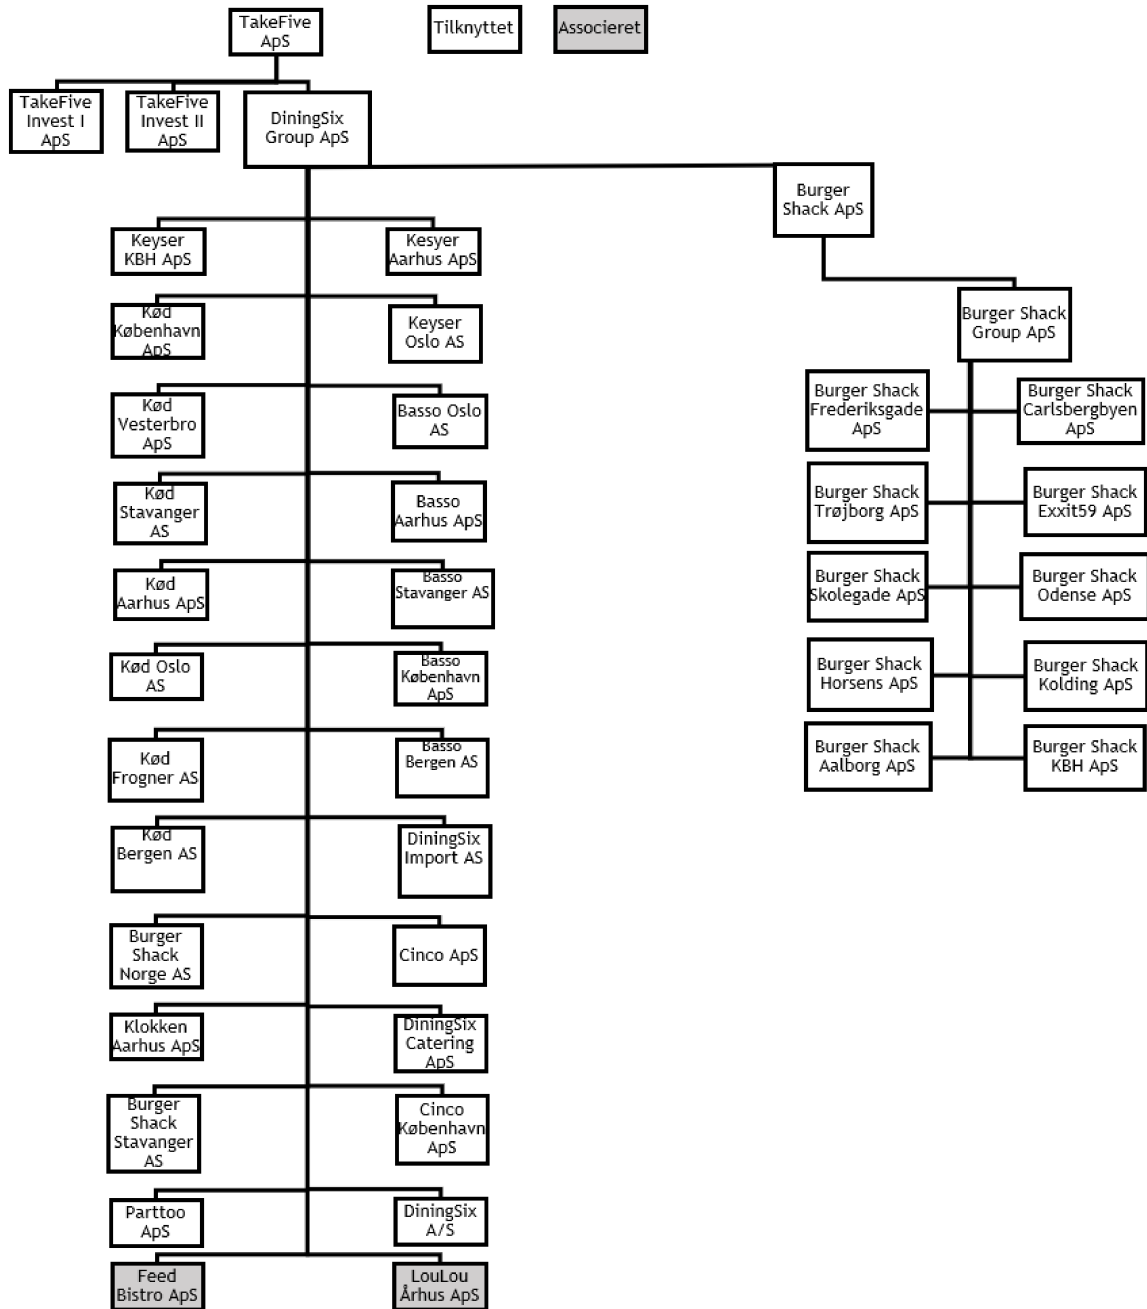 TakeFive
ApS
Tilknyttet
Associeret
TakeFive
Invest I
ApS
TakeFive
Invest II
ApS
DiningSix
Group ApS
Burger
Shack ApS
Keyser
KBH ApS
Kesyer
Aarhus ApS
Kød
København
ApS
Keyser
Oslo AS
Kød
Vesterbro
ApS
Basso Oslo
AS
Kød
Stavanger
AS
Basso
Aarhus ApS
Kød
Aarhus ApS
Basso
Stavanger AS
Kød Oslo
AS
Basso
København
ApS
Kød
Frogner AS
Basso
Bergen AS
Kød
Bergen AS
DiningSix
Import AS
Burger
Shack
Norge AS
Cinco ApS
Klokken
Aarhus ApS
DiningSix
Catering
ApS
Burger
Shack
Stavanger
AS
Cinco
København
ApS
Parttoo
ApS
DiningSix
A/S
Feed
Bistro ApS
LouLou
Århus ApS
Burger Shack
Group ApS
Burger Shack
Frederiksgade
ApS
Burger Shack
Carlsbergbyen
ApS
Burger Shack
Trøjborg ApS
Burger Shack
Exxit59 ApS
Burger Shack
Skolegade ApS
Burger Shack
Odense ApS
Burger Shack
Horsens ApS
Burger Shack
Kolding ApS
Burger Shack
Aalborg ApS
Burger Shack
KBH ApS